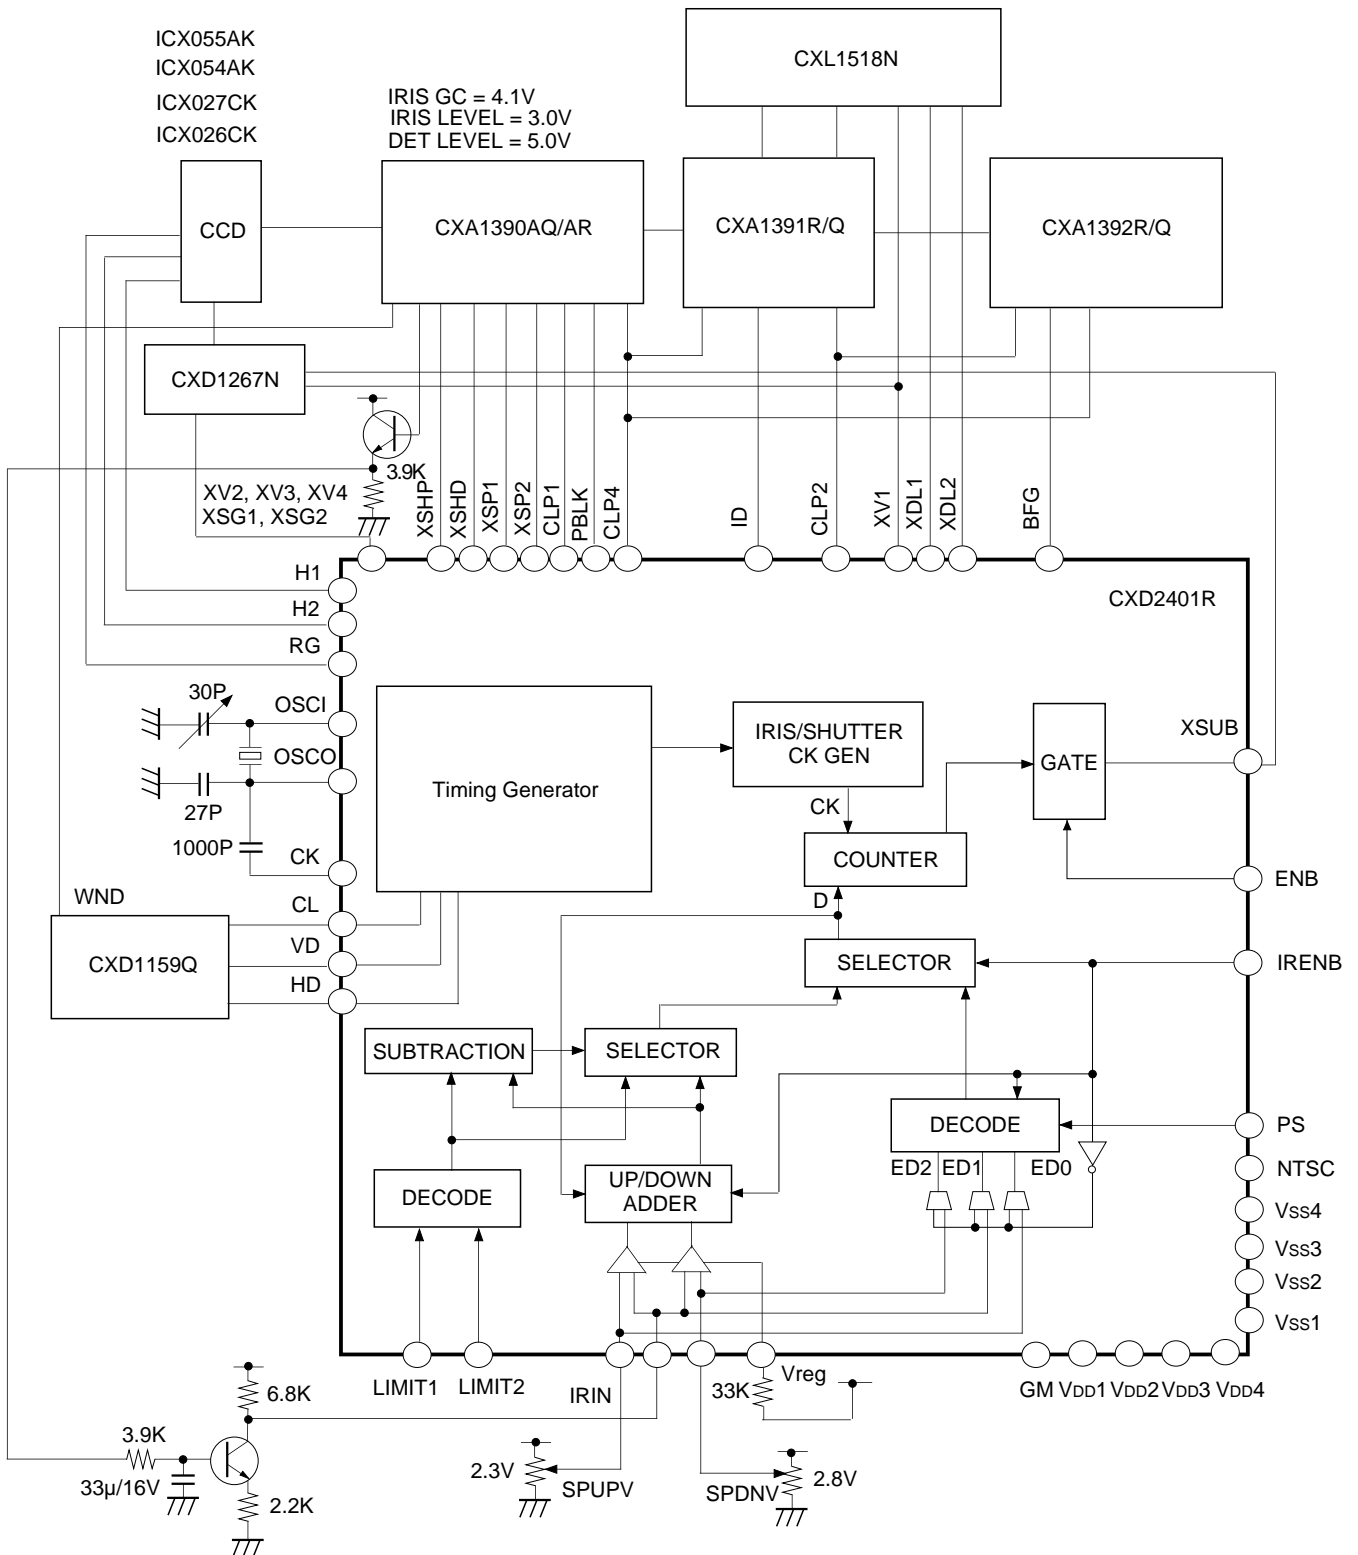 ICX055AK
ICX054AK
ICX027CK
ICX026CK
IRIS GC = 4.1V
IRIS LEVEL = 3.0V
DET LEVEL = 5.0V
CXL1518N
CCD
CXA1390AQ/AR
CXA1391R/Q
CXA1392R/Q
CXD1267N
3.9K
XV2, XV3, XV4
XSG1, XSG2
XSHP
XSHD
XSP1
XSP2
CLP1
PBLK
CLP4
ID
CLP2
XV1
XDL1
XDL2
BFG
CXD2401R
H1
H2
RG
30P
OSCI
OSCO
27P
1000P
CK
WND
CL
VD
HD
CXD1159Q
Timing Generator
IRIS/SHUTTER
CK GEN
CK
COUNTER
D
GATE
XSUB
ENB
SELECTOR
IRENB
SUBTRACTION
SELECTOR
DECODE
PS
ED2
ED1
ED0
NTSC
DECODE
UP/DOWN
ADDER
VSS4
VSS3
VSS2
VSS1
LIMIT1
LIMIT2
IRIN
33K
Vreg
GM
VDD1
VDD2
VDD3
VDD4
6.8K
3.9K
33µ/16V
2.2K
2.3V
SPUPV
SPDNV
2.8V